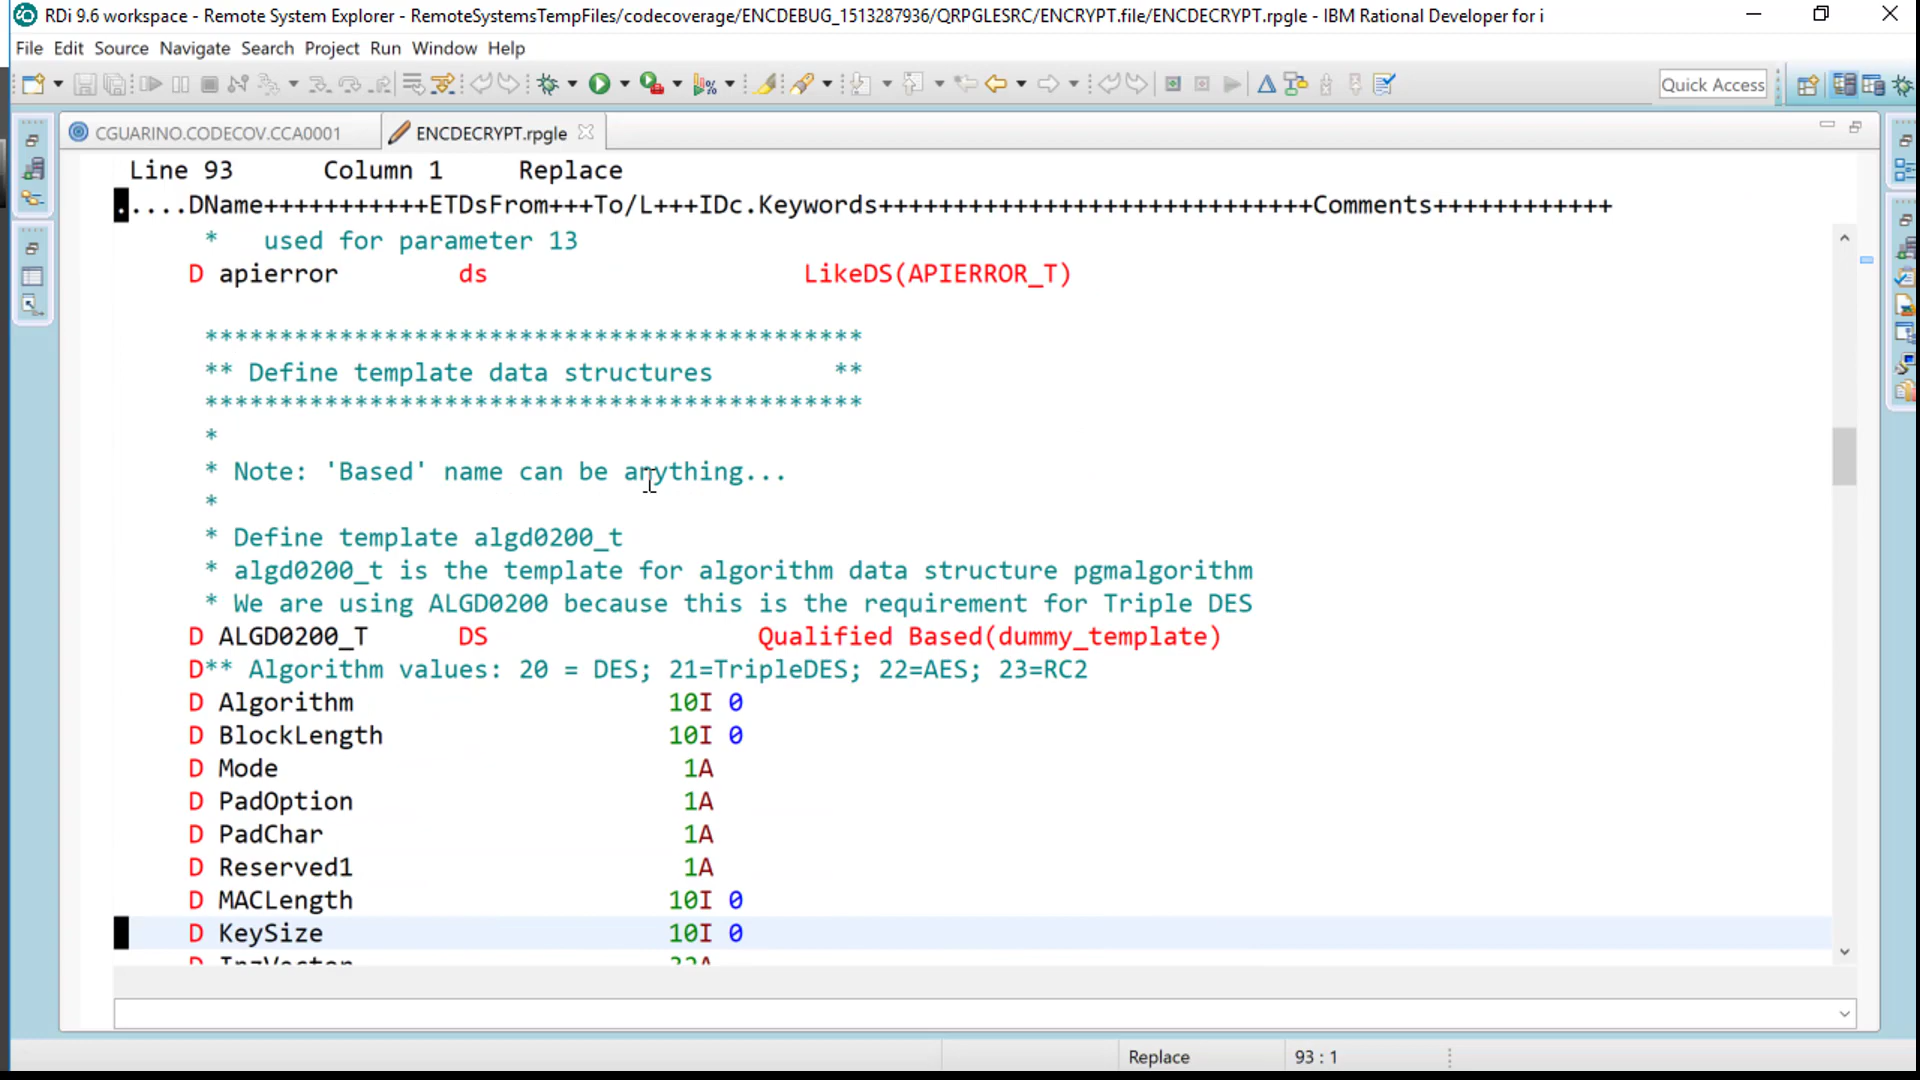 RDi 9.6 workspace - Remote System Explorer - RemoteSystemsTempFiles/codecoverage/ENCDEBUG_1513287936/QRPGLESRC/ENCRYPT.file/ENCDECRYPT.rpgle - IBM Rational Developer for i
File Edit Source Navigate Search Project Run Window Help
Quick Access
CGUARINO.CODECOV.CCA0001 ENCDECRYPT.rpgle
Line 93 Column 1 Replace
.....DName+++++++++++ETDsFrom+++To/L+++IDc.Keywords+++++++++++++++++++++++++++++Comments++++++++++++
* used for parameter 13
D apierror ds LikeDS(APIERROR_T)
********************************************
** Define template data structures **
********************************************
*
* Note: 'Based' name can be anything...
*
* Define template algd0200_t
* algd0200_t is the template for algorithm data structure pgmalgorithm
* We are using ALGD0200 because this is the requirement for Triple DES
D ALGD0200_T DS Qualified Based(dummy_template)
D** Algorithm values: 20 = DES; 21=TripleDES; 22=AES; 23=RC2
D Algorithm 10I 0
D BlockLength 10I 0
D Mode 1A
D PadOption 1A
D PadChar 1A
D Reserved1 1A
D MACLength 10I 0
D KeySize 10I 0
D InzVector 32A
Replace 93 : 1